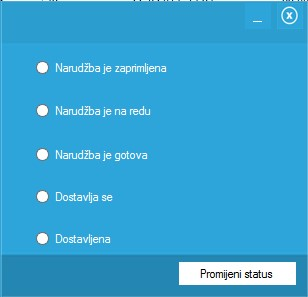 Narudžba je zaprimljena
Narudžba je na redu
Narudžba je gotova
Dostavlja se
Dostavljena
Promijeni status